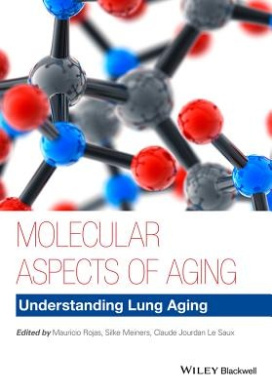 MOLECULAR
ASPECTS OF AGING
Understanding Lung Aging
Edited by Mauricio Rojas, Silke Meiners, Claude Jourdan Le Saux
WILEY Blackwell